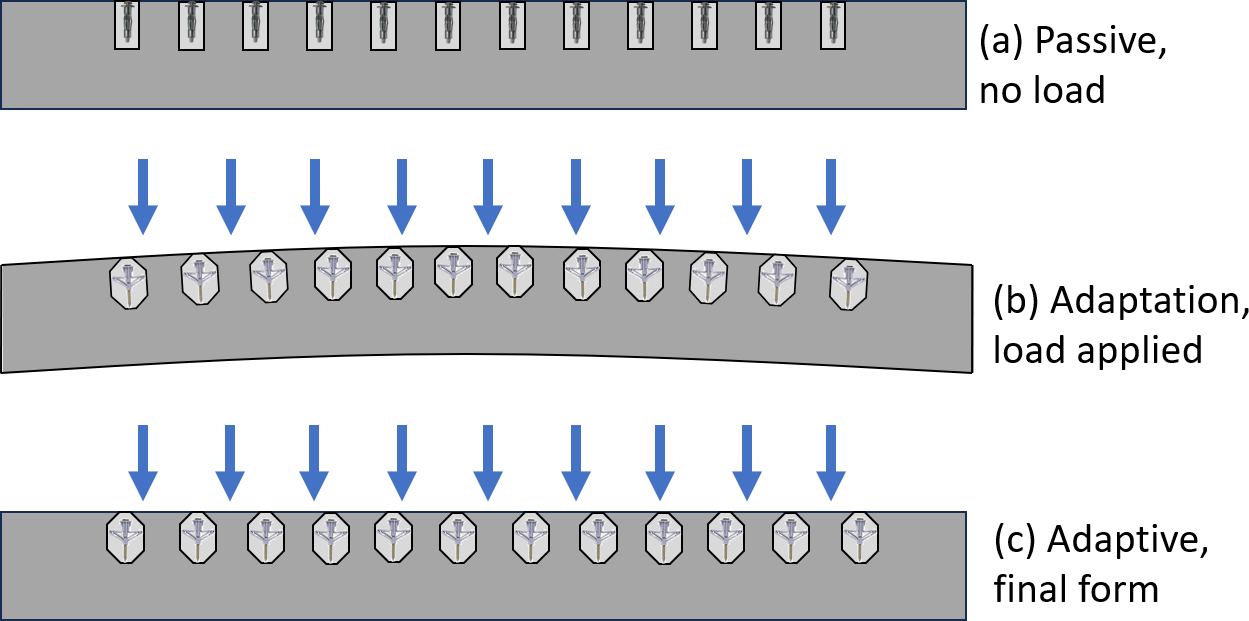 (a) Passive,
no load
(b) Adaptation,
load applied
(c) Adaptive,
final form